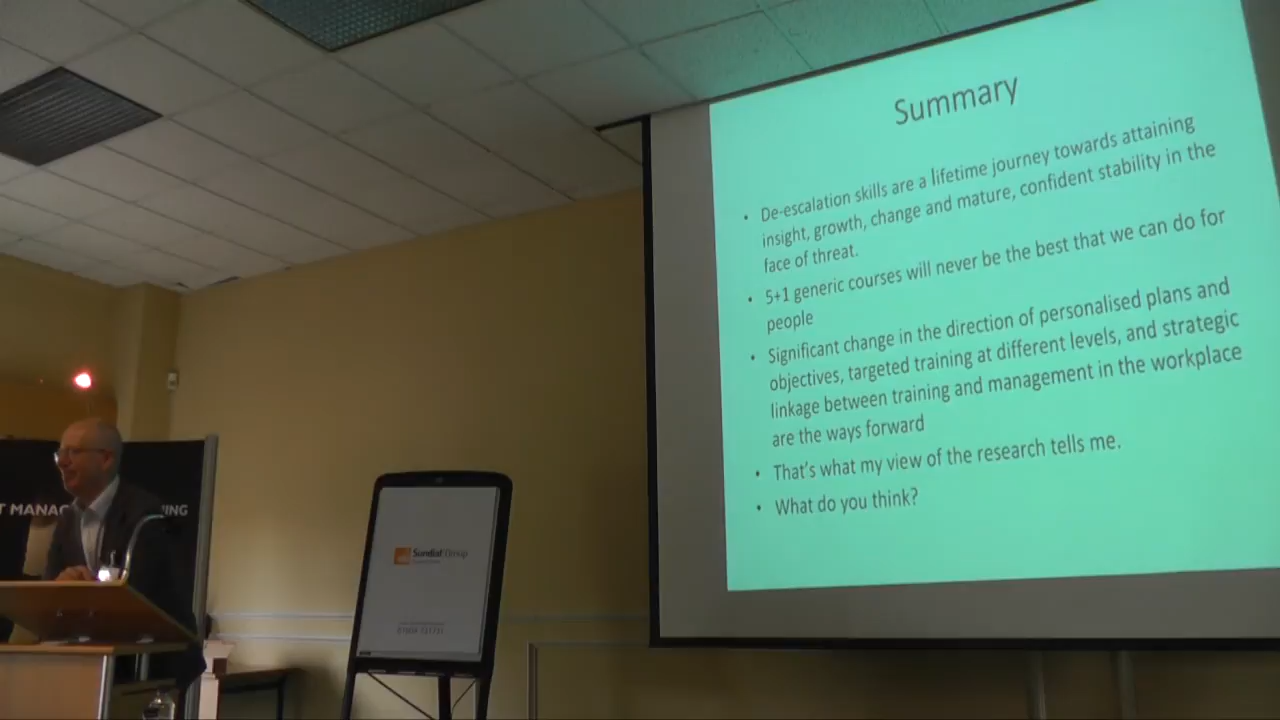 Summary
• De-escalation skills are a lifetime journey towards attaining
insight, growth, change and mature, confident stability in the
face of threat.
• 5+1 generic courses will never be the best that we can do for
people
• Significant change in the direction of personalised plans and
objectives, targeted training at different levels, and strategic
linkage between training and management in the workplace
are the ways forward
• That's what my view of the research tells me.
• What do you think?
T MANAG
ING
Sundial Group